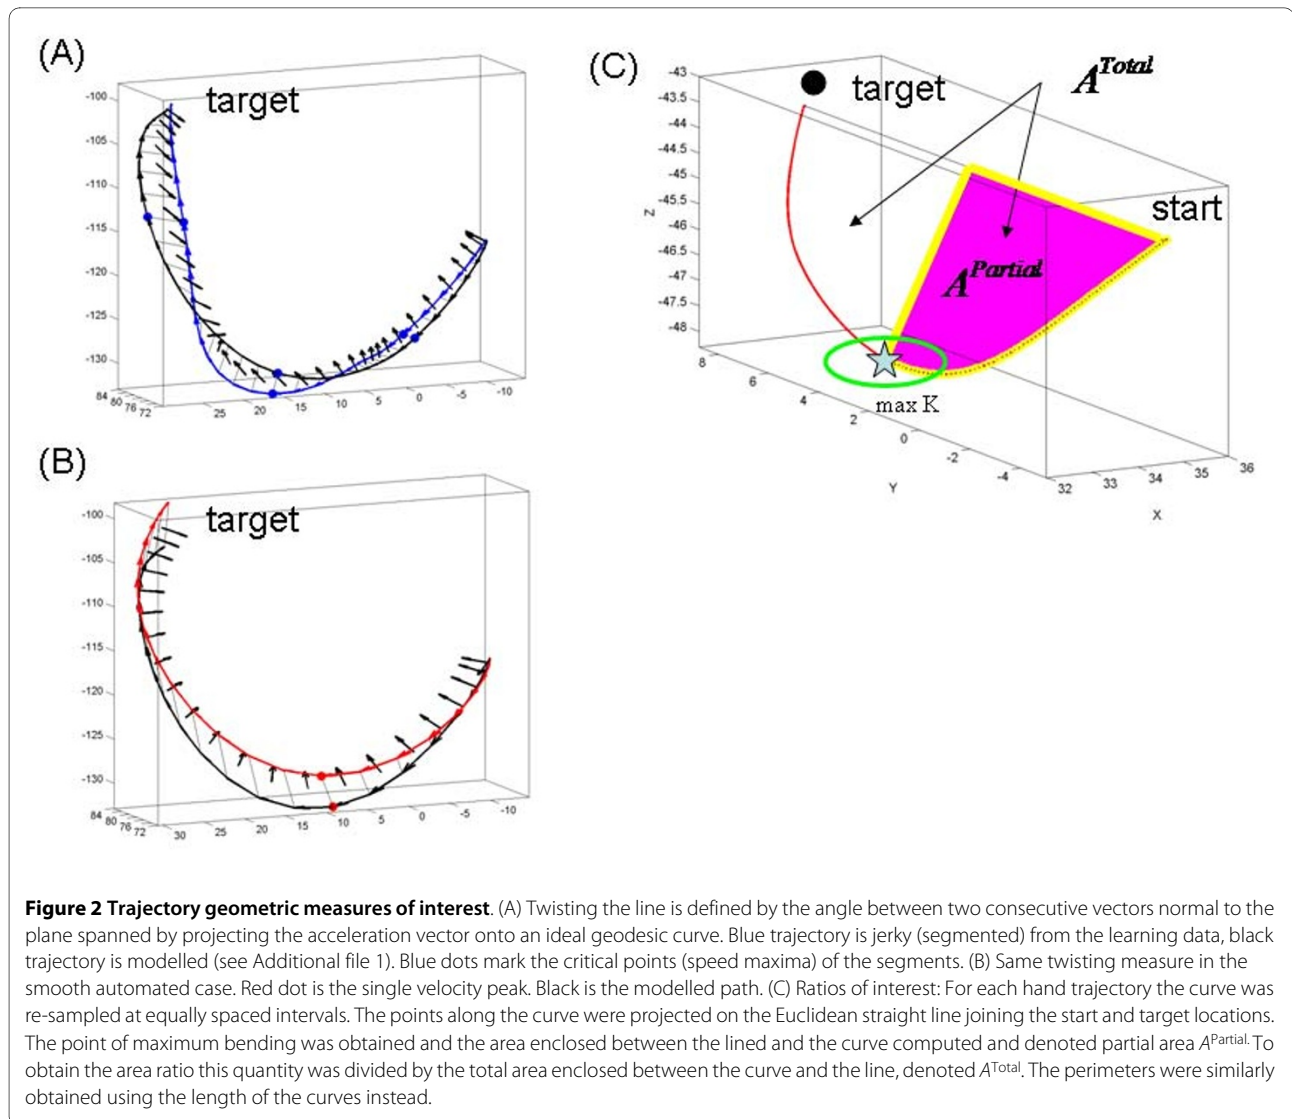 (A)
target
-100
-105
-110
-115
-120
-125
-130
84 80 76 72
25 20 15 10 5 0 -5 -10
(B)
target
-100
-105
-110
-115
-120
-125
-130
84 80 76 72
30 25 20 15 10 5 0 -5 -10
(C)
target
A^Total
start
A^Partial
max K
-43
-43.5
-44
-44.5
-45
-45.5
-46
-46.5
-47
-47.5
-48
Z
8 6 4 2 0 -2 -4
Y
32 33 34 35 36
X
Figure 2 Trajectory geometric measures of interest. (A) Twisting the line is defined by the angle between two consecutive vectors normal to the
plane spanned by projecting the acceleration vector onto an ideal geodesic curve. Blue trajectory is jerky (segmented) from the learning data, black
trajectory is modelled (see Additional file 1). Blue dots mark the critical points (speed maxima) of the segments. (B) Same twisting measure in the
smooth automated case. Red dot is the single velocity peak. Black is the modelled path. (C) Ratios of interest: For each hand trajectory the curve was
re-sampled at equally spaced intervals. The points along the curve were projected on the Euclidean straight line joining the start and target locations.
The point of maximum bending was obtained and the area enclosed between the lined and the curve computed and denoted partial area A^Partial. To
obtain the area ratio this quantity was divided by the total area enclosed between the curve and the line, denoted A^Total. The perimeters were similarly
obtained using the length of the curves instead.